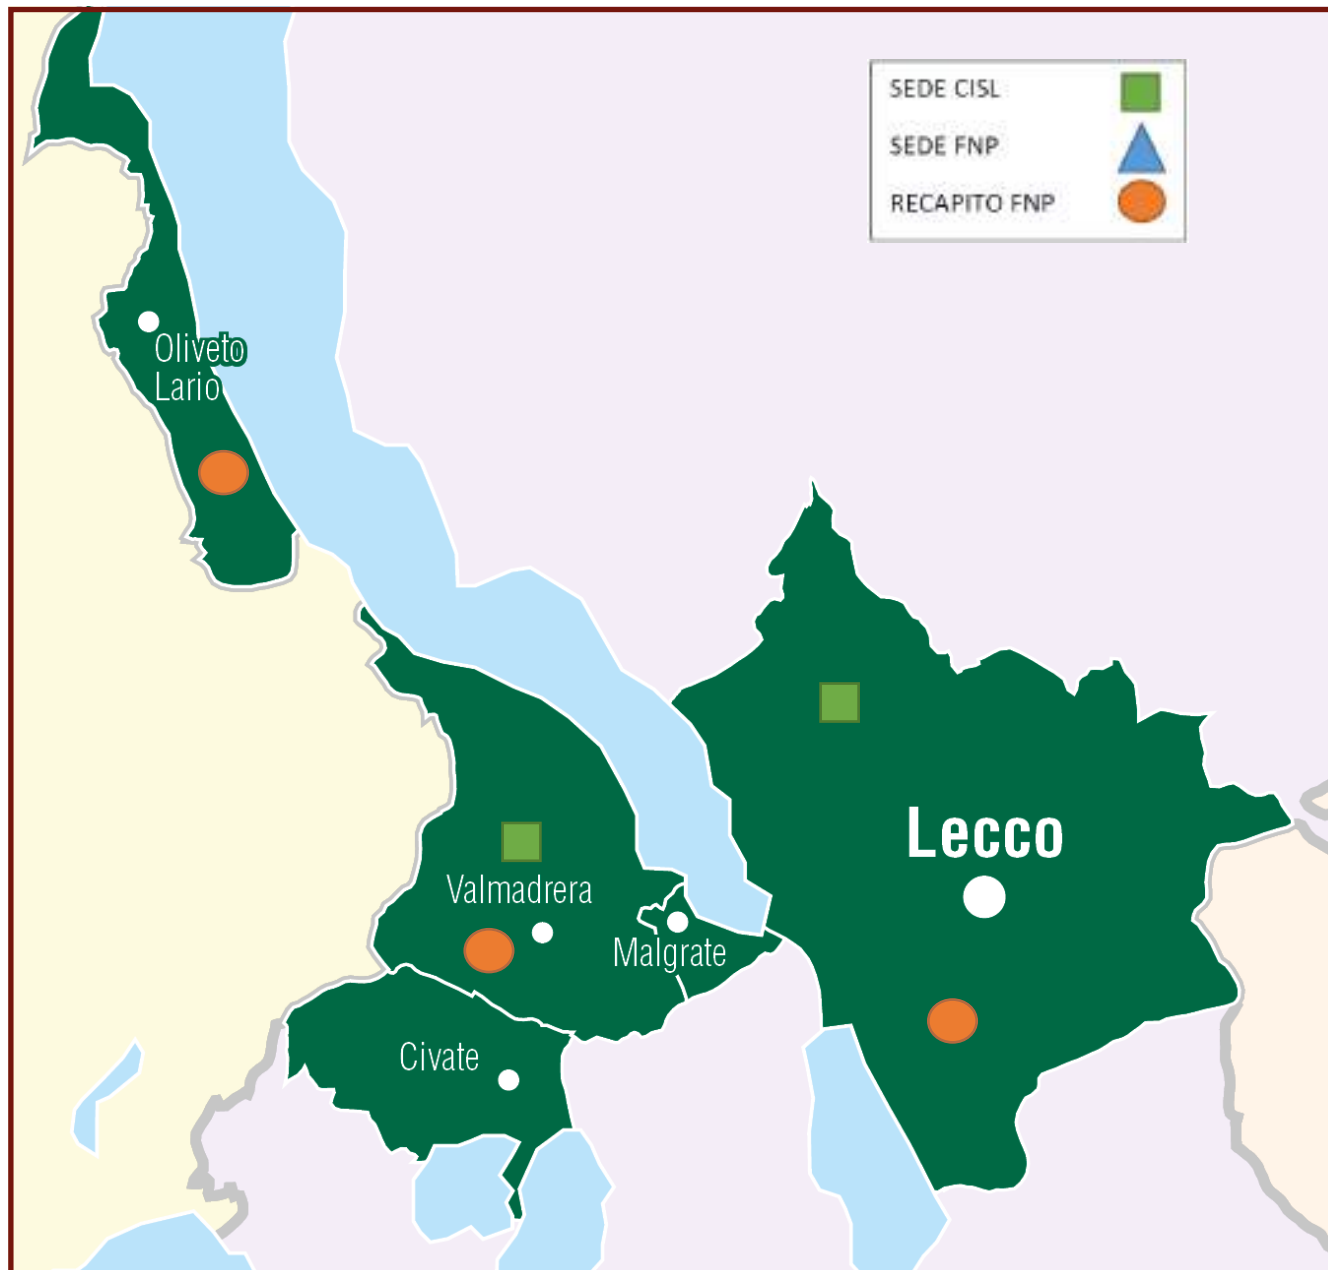 SEDE CISL
SEDE FNP
RECAPITO FNP
Oliveto
Lario
Lecco
Valmadrera
Malgrate
Civate